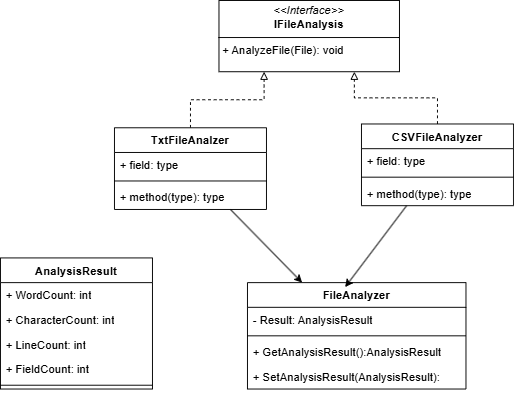 <<Interface>>
IFileAnalysis
+ AnalyzeFile(File): void
TxtFileAnalzer
+ field: type
+ method(type): type
CSVFileAnalyzer
+ field: type
+ method(type): type
AnalysisResult
+ WordCount: int
+ CharacterCount: int
+ LineCount: int
+ FieldCount: int
FileAnalyzer
- Result: AnalysisResult
+ GetAnalysisResult():AnalysisResult
+ SetAnalysisResult(AnalysisResult):